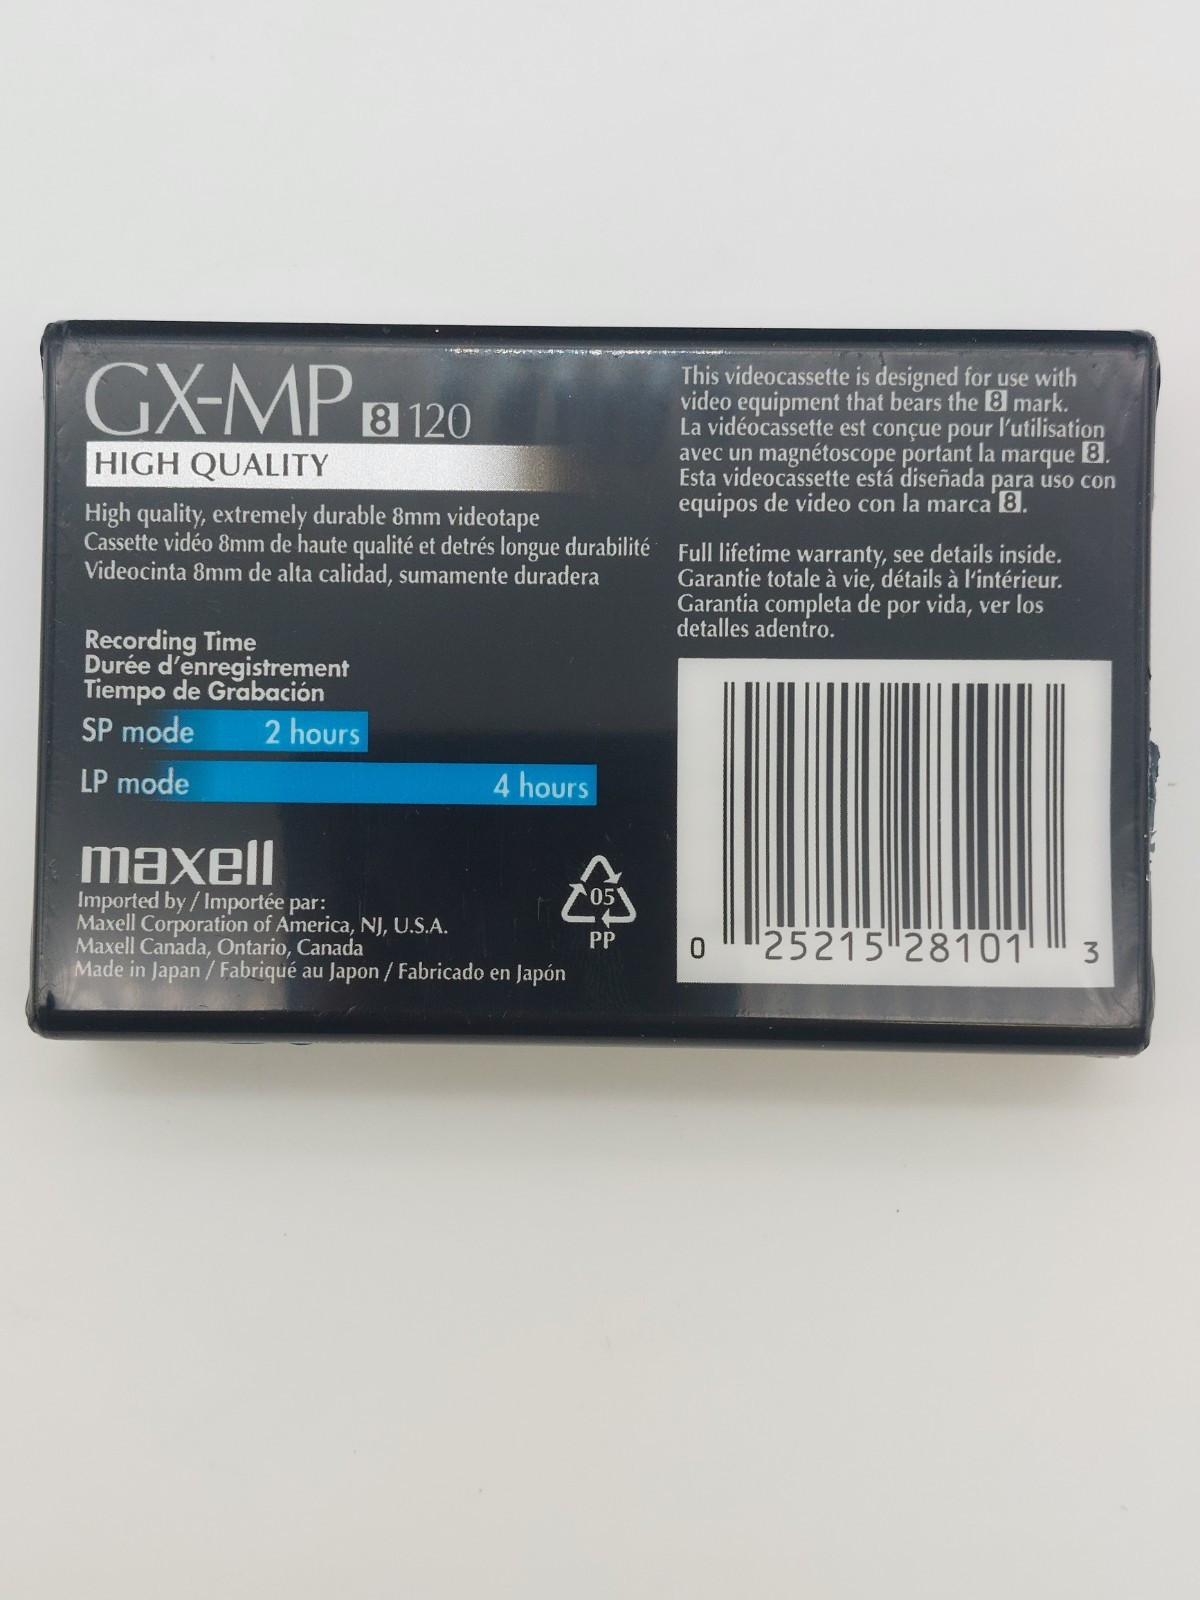 GX-MP 8 120
HIGH QUALITY
High quality, extremely durable 8mm videotape
Cassette vidéo 8mm de haute qualité et detrés longue durabilité
Videocinta 8mm de alta calidad, sumamente duradera
Recording Time
Durée d'enregistrement
Tiempo de Grabación
SP mode 2 hours
LP mode 4 hours
maxell
Imported by / Importée par:
Maxell Corporation of America, NJ, U.S.A.
Maxell Canada, Ontario, Canada
Made in Japan / Fabriqué au Japon / Fabricado en Japón
05
PP
This videocassette is designed for use with
video equipment that bears the 8 mark.
La vidéocassette est conçue pour l'utilisation
avec un magnétoscope portant la marque 8.
Esta videocassette está diseñada para uso con
equipos de video con la marca 8.
Full lifetime warranty, see details inside.
Garantie totale à vie, détails à l'intérieur.
Garantia completa de por vida, ver los
detalles adentro.
0 25215 28101 3